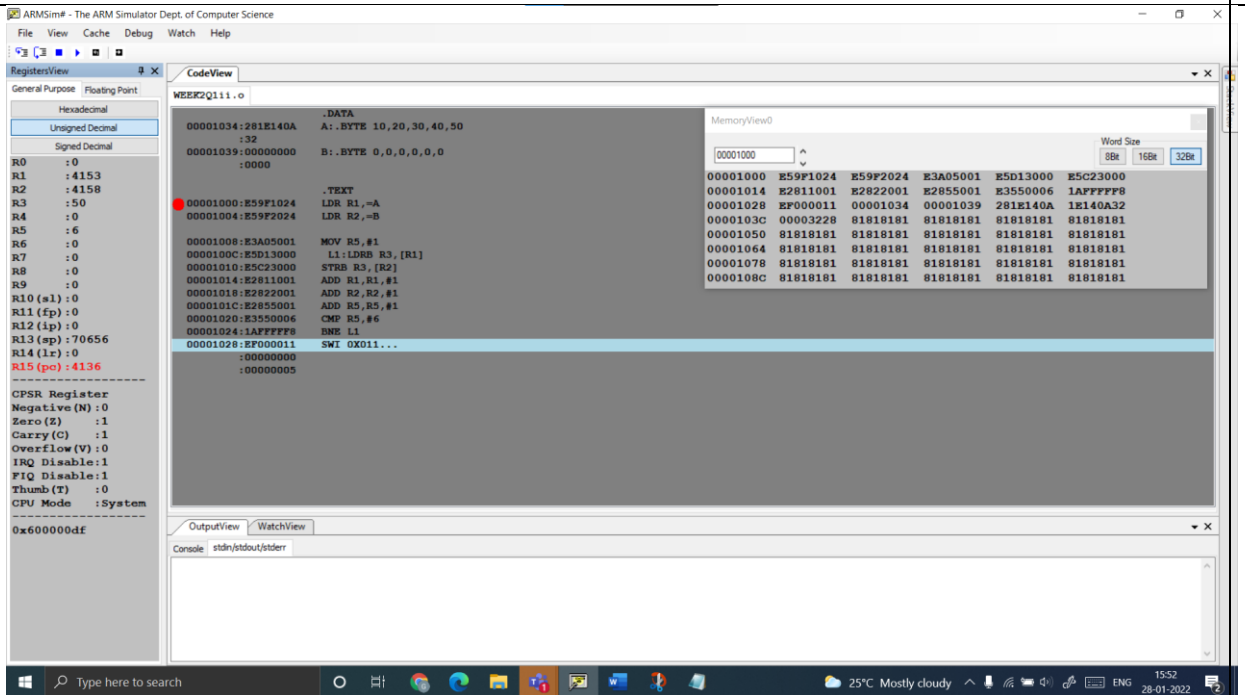 ARMSim# - The ARM Simulator Dept. of Computer Science
File View Cache Debug Watch Help
RegistersView
General Purpose Floating Point
Hexadecimal
Unsigned Decimal
Signed Decimal
R0 :0
R1 :4153
R2 :4158
R3 :50
R4 :0
R5 :6
R6 :0
R7 :0
R8 :0
R9 :0
R10(sl):0
R11(fp):0
R12(ip):0
R13(sp):70656
R14(lr):0
R15(pc):4136
CPSR Register
Negative(N):0
Zero(Z) :1
Carry(C) :1
Overflow(V):0
IRQ Disable:1
FIQ Disable:1
Thumb(T) :0
CPU Mode :System
0x600000df
CodeView
WEEK2Q1ii.o
.DATA
00001034:281E140A A:.BYTE 10,20,30,40,50
:32
00001039:00000000 B:.BYTE 0,0,0,0,0,0
:0000
.TEXT
00001000:E59F1024 LDR R1,=A
00001004:E59F2024 LDR R2,=B
00001008:E3A05001 MOV R5,#1
0000100C:E5D13000 L1:LDRB R3,[R1]
00001010:E5C23000 STRB R3,[R2]
00001014:E2811001 ADD R1,R1,#1
00001018:E2822001 ADD R2,R2,#1
0000101C:E2855001 ADD R5,R5,#1
00001020:E3550006 CMP R5,#6
00001024:1AFFFFF8 BNE L1
00001028:EF000011 SWI 0X011...
:00000000
:00000005
MemoryView0
00001000
Word Size
8Bit 16Bit 32Bit
00001000 E59F1024 E59F2024 E3A05001 E5D13000 E5C23000
00001014 E2811001 E2822001 E2855001 E3550006 1AFFFFF8
00001028 EF000011 00001034 00001039 281E140A 1E140A32
0000103C 00003228 81818181 81818181 81818181 81818181
00001050 81818181 81818181 81818181 81818181 81818181
00001064 81818181 81818181 81818181 81818181 81818181
00001078 81818181 81818181 81818181 81818181 81818181
0000108C 81818181 81818181 81818181 81818181 81818181
OutputView WatchView
Console stdin/stdout/stderr
Type here to search
25°C Mostly cloudy
ENG
15:52
28-01-2022